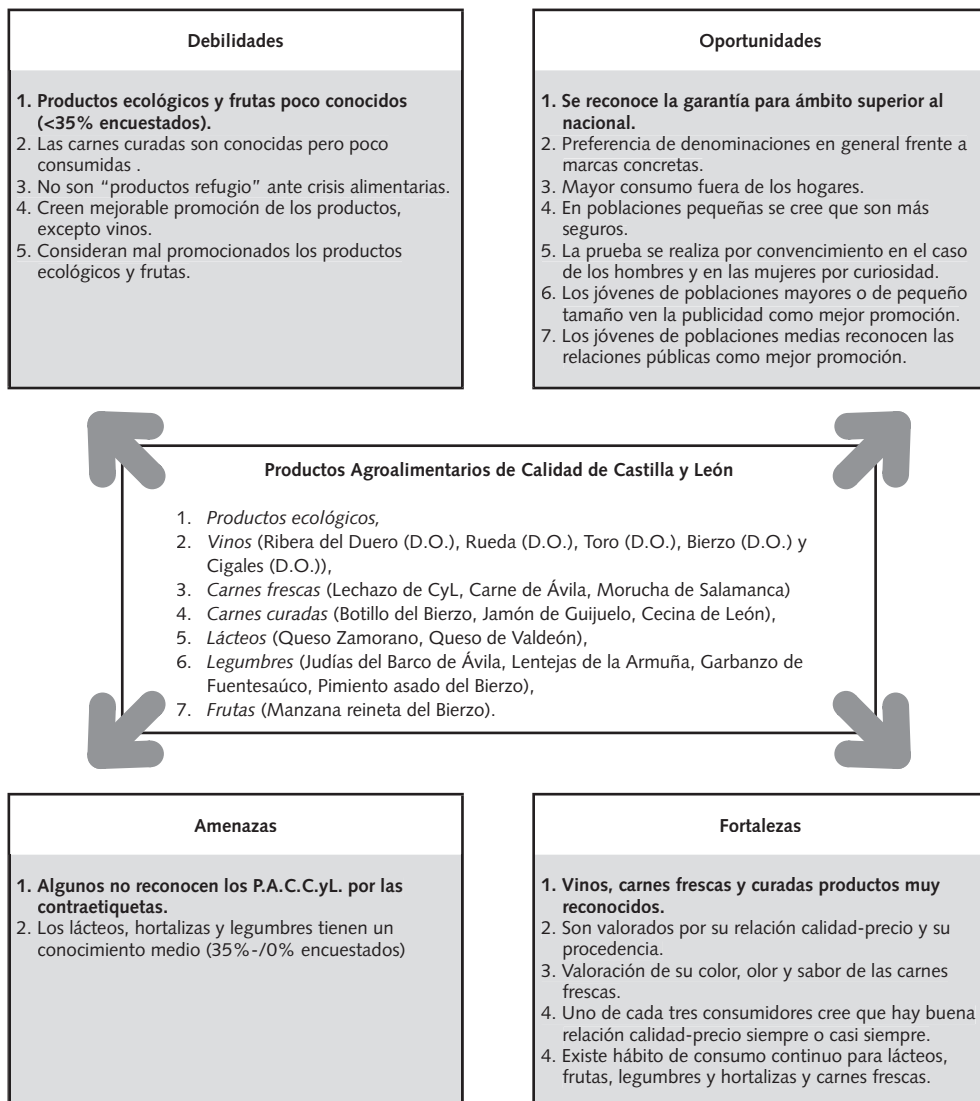 Debilidades
1. Productos ecológicos y frutas poco conocidos
(<35% encuestados).
2. Las carnes curadas son conocidas pero poco
consumidas .
3. No son “productos refugio” ante crisis alimentarias.
4. Creen mejorable promoción de los productos,
excepto vinos.
5. Consideran mal promocionados los productos
ecológicos y frutas.
Oportunidades
1. Se reconoce la garantía para ámbito superior al
nacional.
2. Preferencia de denominaciones en general frente a
marcas concretas.
3. Mayor consumo fuera de los hogares.
4. En poblaciones pequeñas se cree que son más
seguros.
5. La prueba se realiza por convencimiento en el caso
de los hombres y en las mujeres por curiosidad.
6. Los jóvenes de poblaciones mayores o de pequeño
tamaño ven la publicidad como mejor promoción.
7. Los jóvenes de poblaciones medias reconocen las
relaciones públicas como mejor promoción.
Productos Agroalimentarios de Calidad de Castilla y León
1. Productos ecológicos,
2. Vinos (Ribera del Duero (D.O.), Rueda (D.O.), Toro (D.O.), Bierzo (D.O.) y
Cigales (D.O.)),
3. Carnes frescas (Lechazo de CyL, Carne de Ávila, Morucha de Salamanca)
4. Carnes curadas (Botillo del Bierzo, Jamón de Guijuelo, Cecina de León),
5. Lácteos (Queso Zamorano, Queso de Valdeón),
6. Legumbres (Judías del Barco de Ávila, Lentejas de la Armuña, Garbanzo de
Fuentesaúco, Pimiento asado del Bierzo),
7. Frutas (Manzana reineta del Bierzo).
Amenazas
1. Algunos no reconocen los P.A.C.C.yL. por las
contraetiquetas.
2. Los lácteos, hortalizas y legumbres tienen un
conocimiento medio (35%-/0% encuestados)
Fortalezas
1. Vinos, carnes frescas y curadas productos muy
reconocidos.
2. Son valorados por su relación calidad-precio y su
procedencia.
3. Valoración de su color, olor y sabor de las carnes
frescas.
4. Uno de cada tres consumidores cree que hay buena
relación calidad-precio siempre o casi siempre.
4. Existe hábito de consumo continuo para lácteos,
frutas, legumbres y hortalizas y carnes frescas.